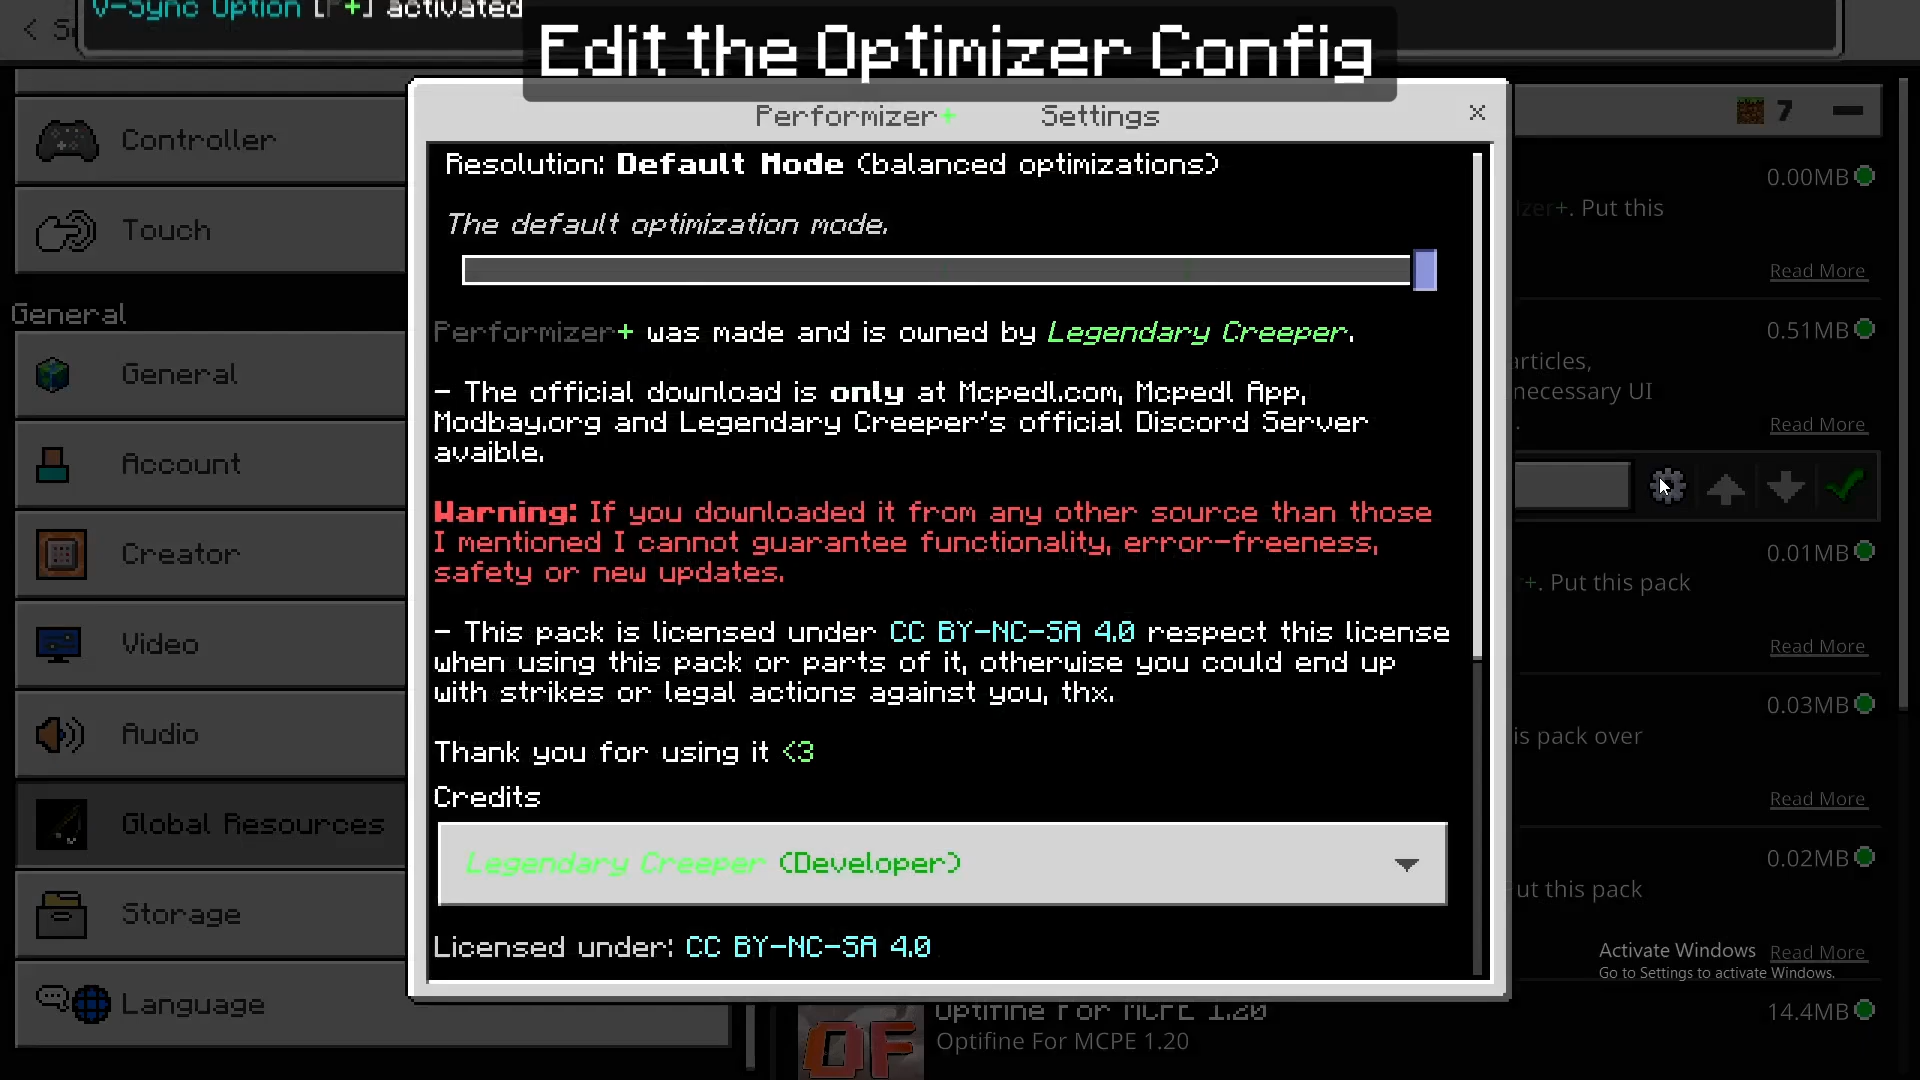 V-Sync Option [P+] activated
Edit the Optimizer Config
Performizer+ Settings
Resolution: Default Mode (balanced optimizations)
The default optimization mode.
Performizer+ was made and is owned by Legendary Creeper.
- The official download is only at Mcpedl.com, Mcpedl App,
Modbay.org and Legendary Creeper's official Discord Server
avaible.
Warning: If you downloaded it from any other source than those
I mentioned I cannot guarantee functionality, error-freeness,
safety or new updates.
- This pack is licensed under CC BY-NC-SA 4.0 respect this license
when using this pack or parts of it, otherwise you could end up
with strikes or legal actions against you, thx.
Thank you for using it <3
Credits
Legendary Creeper (Developer)
Licensed under: CC BY-NC-SA 4.0
Controller
Touch
General
General
Account
Creator
Video
Audio
Global Resources
Storage
Language
7
0.00MB
+. Put this
Read More
0.51MB
articles,
necessary UI
Read More
0.01MB
+. Put this pack
Read More
0.03MB
is pack over
Read More
0.02MB
ut this pack
Read More
Activate Windows
Go to Settings to activate Windows.
14.4MB
OF
Optifine For MCPE 1.20
Optifine For MCPE 1.20